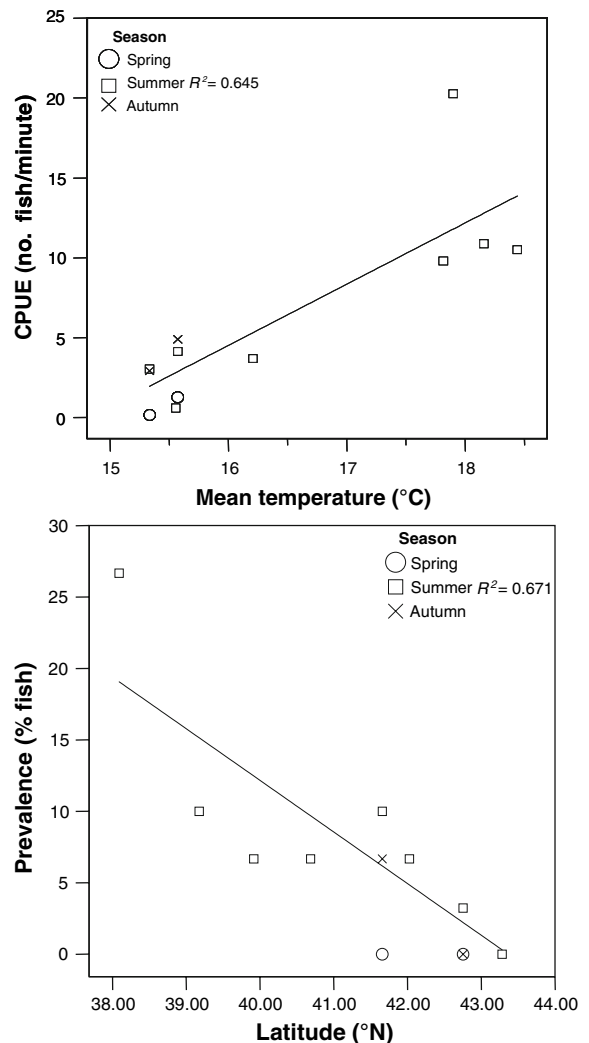 25
20
15
10
5
0
CPUE (no. fish/minute)
Season
Spring
Summer R² = 0.645
Autumn
15 16 17 18
Mean temperature (°C)
30
25
20
15
10
5
0
Prevalence (% fish)
Season
Spring
Summer R² = 0.671
Autumn
38.00 39.00 40.00 41.00 42.00 43.00 44.00
Latitude (°N)